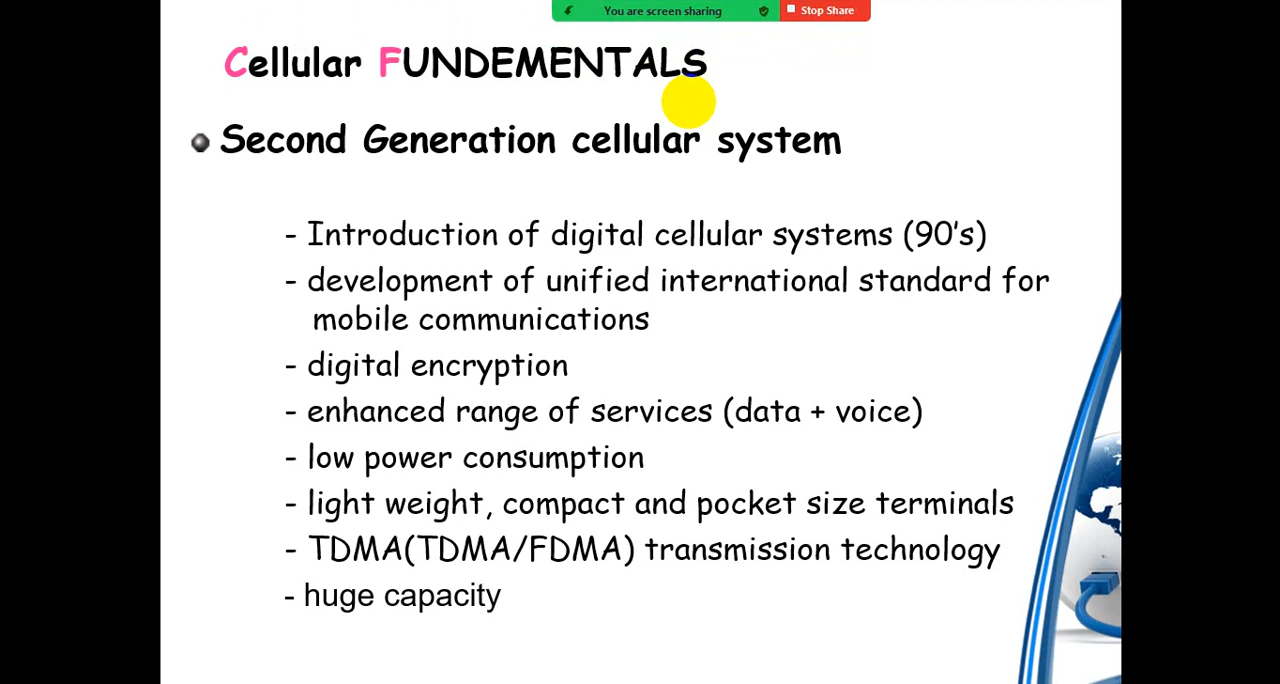 You are screen sharing
Stop Share
Cellular FUNDEMENTALS
Second Generation cellular system
- Introduction of digital cellular systems (90's)
- development of unified international standard for
mobile communications
- digital encryption
- enhanced range of services (data + voice)
- low power consumption
- light weight, compact and pocket size terminals
- TDMA(TDMA/FDMA) transmission technology
- huge capacity